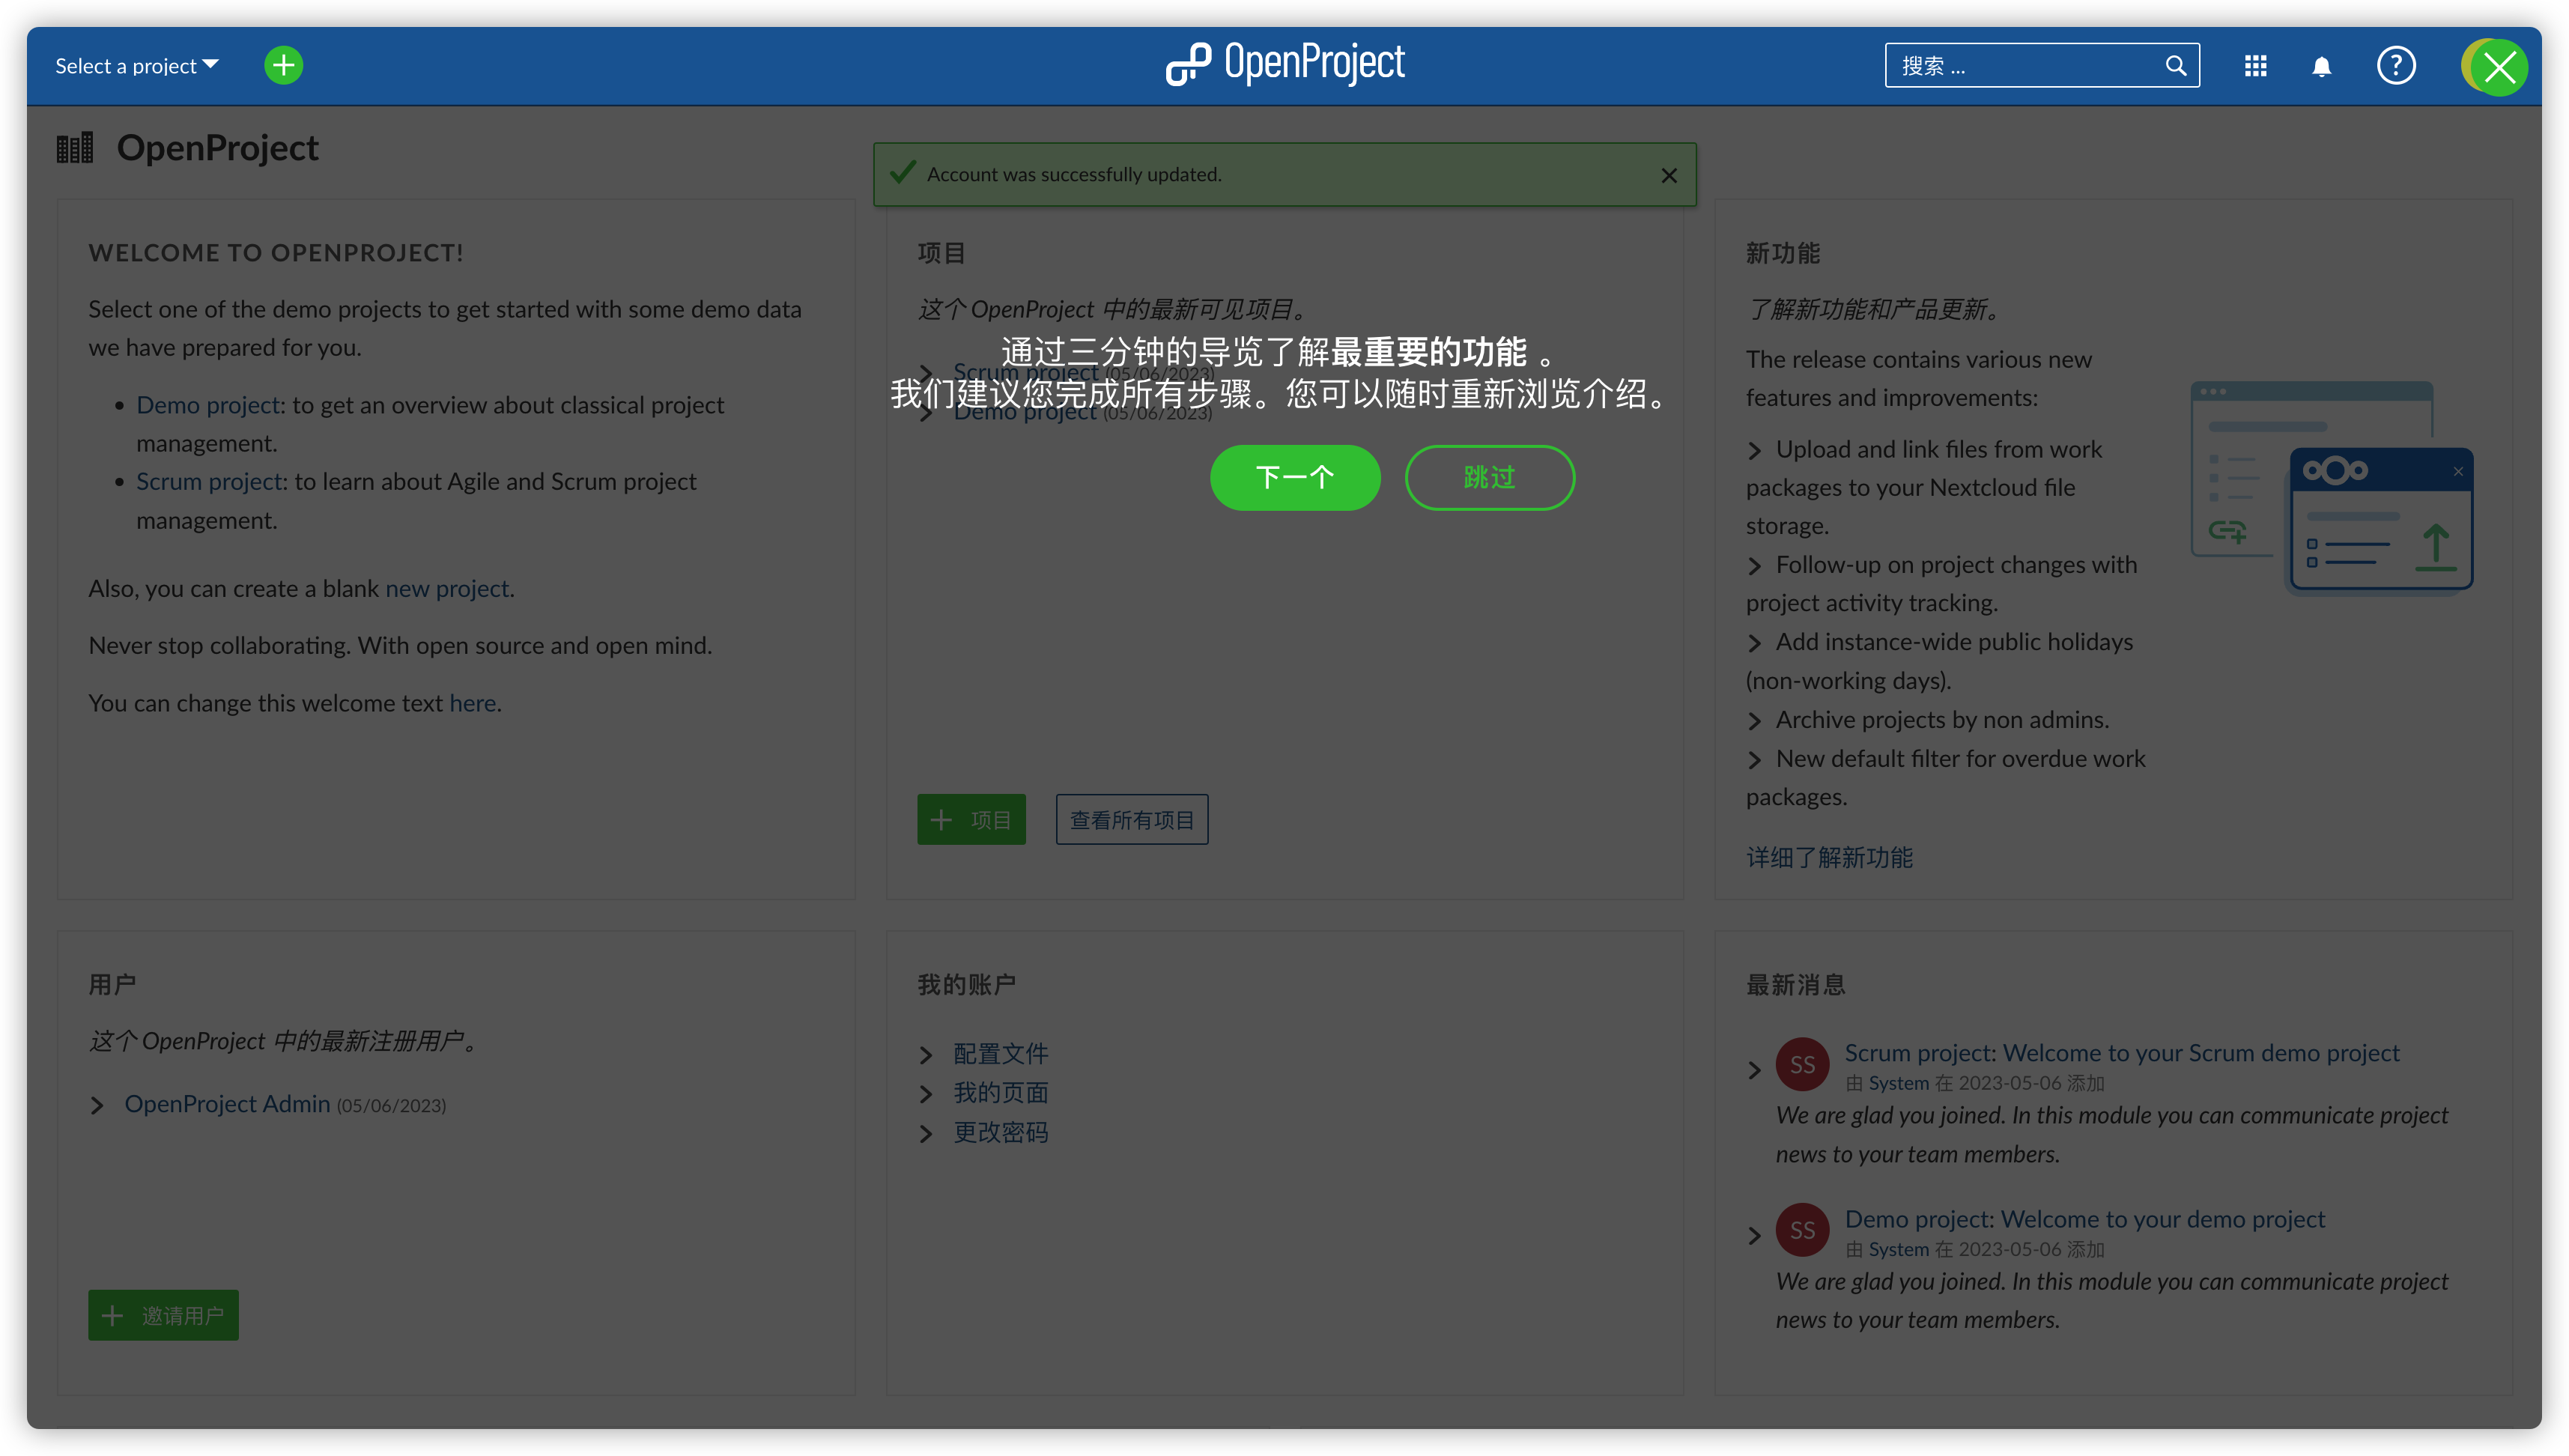 Select a project
OpenProject
搜索 ...
OpenProject
Account was successfully updated.
WELCOME TO OPENPROJECT!
Select one of the demo projects to get started with some demo data
we have prepared for you.
Demo project: to get an overview about classical project
management.
Scrum project: to learn about Agile and Scrum project
management.
Also, you can create a blank new project.
Never stop collaborating. With open source and open mind.
You can change this welcome text here.
项目
这个 OpenProject 中的最新可见项目。
通过三分钟的导览了解最重要的功能 。
Scrum project (05/06/2023)
我们建议您完成所有步骤。您可以随时重新浏览介绍。
Demo project (05/06/2023)
下一个
跳过
项目
查看所有项目
新功能
了解新功能和产品更新。
The release contains various new
features and improvements:
Upload and link files from work
packages to your Nextcloud file
storage.
Follow-up on project changes with
project activity tracking.
Add instance-wide public holidays
(non-working days).
Archive projects by non admins.
New default filter for overdue work
packages.
详细了解新功能
用户
这个 OpenProject 中的最新注册用户。
OpenProject Admin (05/06/2023)
邀请用户
我的账户
配置文件
我的页面
更改密码
最新消息
SS
Scrum project: Welcome to your Scrum demo project
由 System 在 2023-05-06 添加
We are glad you joined. In this module you can communicate project
news to your team members.
SS
Demo project: Welcome to your demo project
由 System 在 2023-05-06 添加
We are glad you joined. In this module you can communicate project
news to your team members.